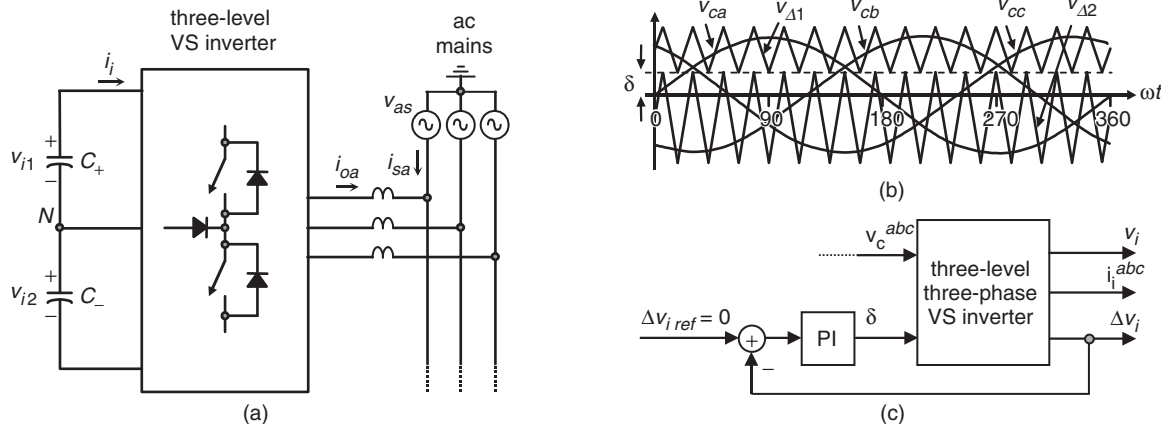 three-level
VS inverter
ac
mains
i_i
v_as
v_i1
+
−
C_+
N
i_oa
i_sa
v_i2
+
−
C_−
(a)
v_ca
v_Δ1
v_cb
v_cc
v_Δ2
δ
ωt
0 90 180 270 360
(b)
v_c^abc
three-level
three-phase
VS inverter
v_i
i_i^abc
Δv_i
Δv_i ref = 0
+
−
PI
δ
(c)